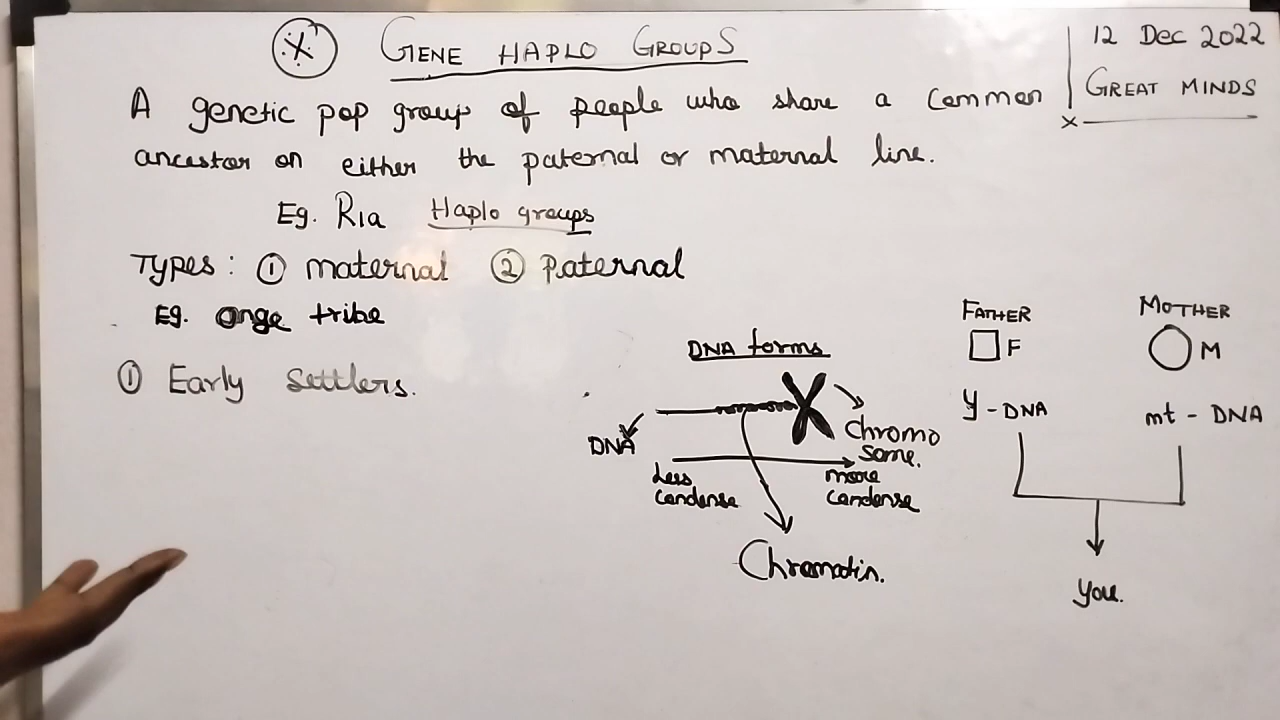 GENE HAPLO GROUPS
12 Dec 2022
GREAT MINDS
A genetic pop group of people who share a common
ancestor on either the paternal or maternal line.
Eg. R1a Haplo groups
Types: ① maternal ② paternal
Eg. onge tribe
① Early Settlers.
DNA forms
DNA
Chromo
some.
Less
condense
more
condense
Chromatin.
FATHER
F
Y - DNA
MOTHER
M
mt - DNA
You.